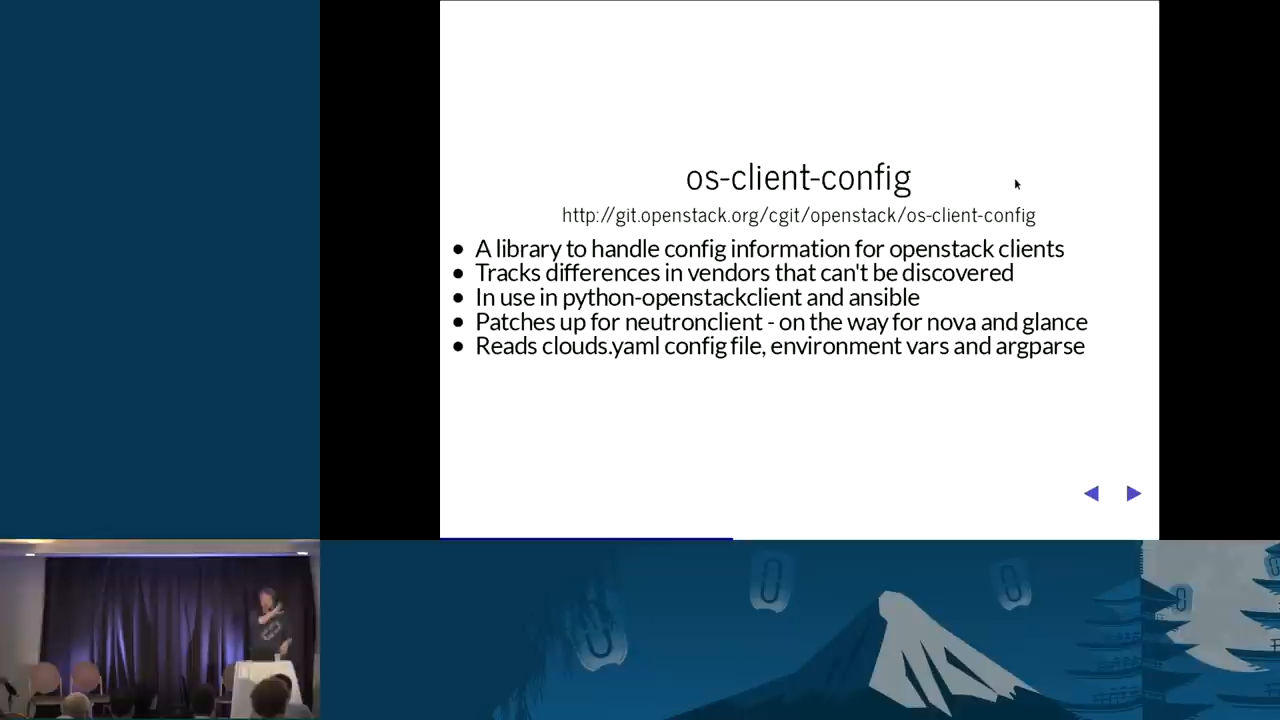 os-client-config
http://git.openstack.org/cgit/openstack/os-client-config
• A library to handle config information for openstack clients
• Tracks differences in vendors that can't be discovered
• In use in python-openstackclient and ansible
• Patches up for neutronclient - on the way for nova and glance
• Reads clouds.yaml config file, environment vars and argparse